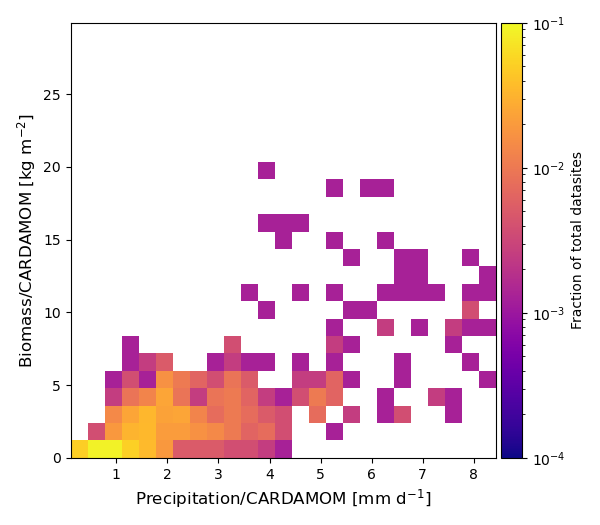 Biomass/CARDAMOM [kg m⁻²]
25
20
15
10
5
0
1 2 3 4 5 6 7 8
Precipitation/CARDAMOM [mm d⁻¹]
10⁻¹
10⁻²
10⁻³
10⁻⁴
Fraction of total datasites